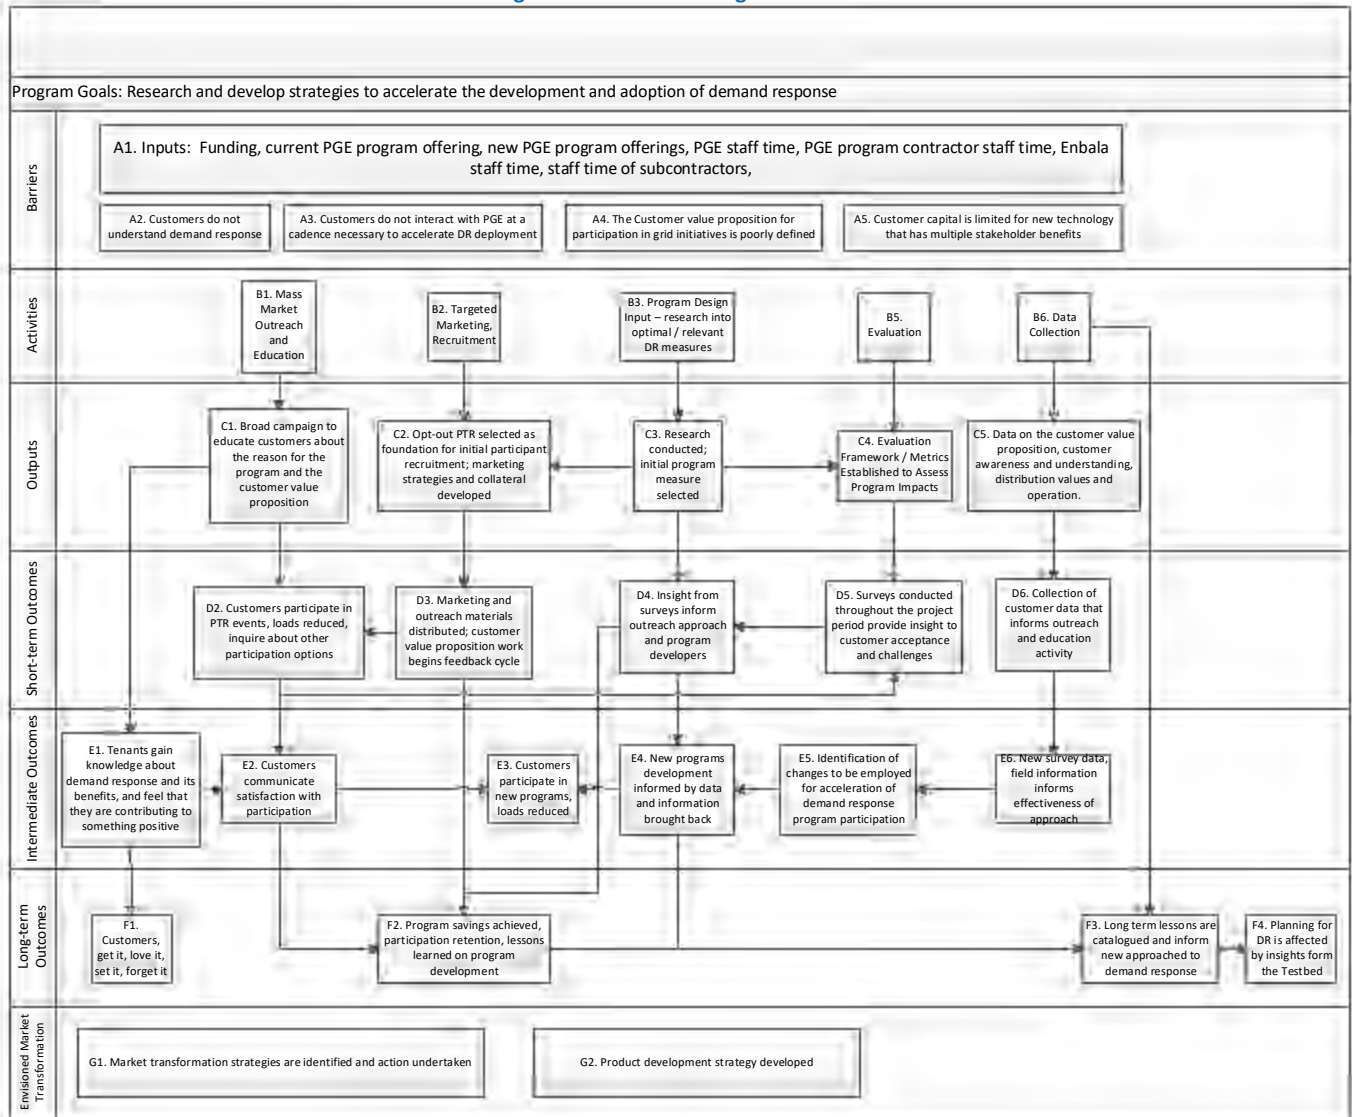 Program Goals: Research and develop strategies to accelerate the development and adoption of demand response
Barriers
A1. Inputs:  Funding, current PGE program offering, new PGE program offerings, PGE staff time, PGE program contractor staff time, Enbala
staff time, staff time of subcontractors,
A2. Customers do not
understand demand response
A3. Customers do not interact with PGE at a
cadence necessary to accelerate DR deployment
A4. The Customer value proposition for
participation in grid initiatives is poorly defined
A5. Customer capital is limited for new technology
that has multiple stakeholder benefits
Activities
B1. Mass
Market
Outreach
and
Education
B2. Targeted
Marketing,
Recruitment
B3. Program Design
Input – research into
optimal / relevant
DR measures
B5.
Evaluation
B6. Data
Collection
Outputs
C1. Broad campaign to
educate customers about
the reason for the
program and the
customer value
proposition
C2. Opt-out PTR selected as
foundation for initial participant
recruitment; marketing
strategies and collateral
developed
C3. Research
conducted;
initial program
measure
selected
C4. Evaluation
Framework / Metrics
Established to Assess
Program Impacts
C5. Data on the customer value
proposition, customer
awareness and understanding,
distribution values and
operation.
Short-term Outcomes
D2. Customers participate in
PTR events, loads reduced,
inquire about other
participation options
D3. Marketing and
outreach materials
distributed; customer
value proposition work
begins feedback cycle
D4. Insight from
surveys inform
outreach approach
and program
developers
D5. Surveys conducted
throughout the project
period provide insight to
customer acceptance
and challenges
D6. Collection of
customer data that
informs outreach
and education
activity
Intermediate Outcomes
E1. Tenants gain
knowledge about
demand response and its
benefits, and feel that
they are contributing to
something positive
E2. Customers
communicate
satisfaction with
participation
E3. Customers
participate in
new programs,
loads reduced
E4. New programs
development
informed by data
and information
brought back
E5. Identification of
changes to be employed
for acceleration of
demand response
program participation
E6. New survey data,
field information
informs
effectiveness of
approach
Long-term
Outcomes
F1.
Customers,
get it, love it,
set it, forget it
F2. Program savings achieved,
participation retention, lessons
learned on program
development
F3. Long term lessons are
catalogued and inform
new approached to
demand response
F4. Planning for
DR is affected
by insights form
the Testbed
Envisioned Market
Transformation
G1. Market transformation strategies are identified and action undertaken
G2. Product development strategy developed